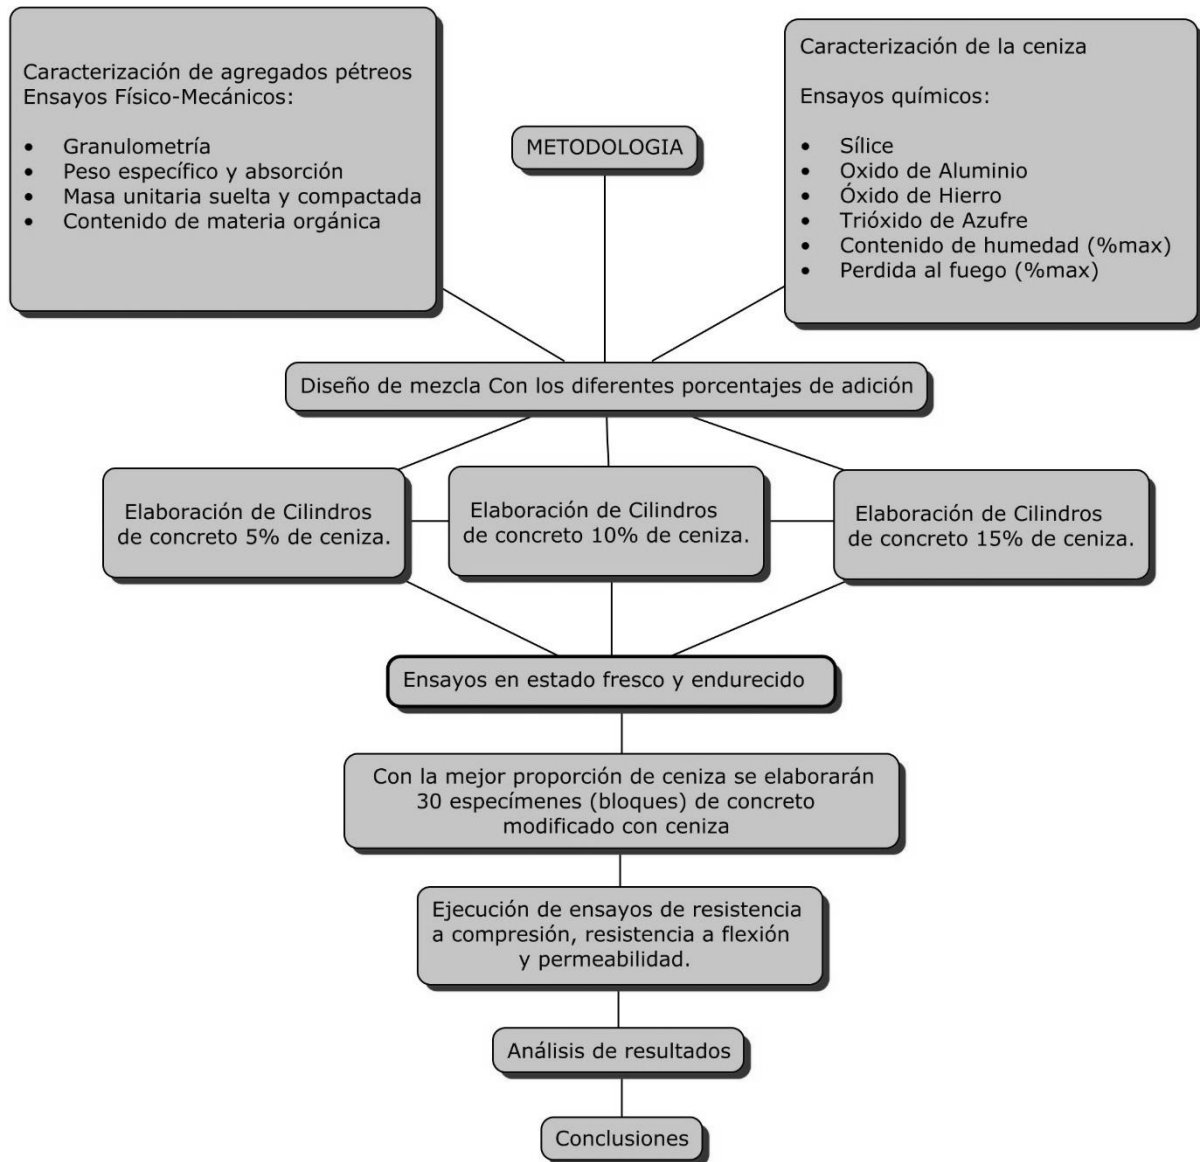 Caracterización de agregados pétreos
Ensayos Físico-Mecánicos:
• Granulometría
• Peso específico y absorción
• Masa unitaria suelta y compactada
• Contenido de materia orgánica
METODOLOGIA
Caracterización de la ceniza
Ensayos químicos:
• Sílice
• Oxido de Aluminio
• Óxido de Hierro
• Trióxido de Azufre
• Contenido de humedad (%max)
• Perdida al fuego (%max)
Diseño de mezcla Con los diferentes porcentajes de adición
Elaboración de Cilindros
de concreto 5% de ceniza.
Elaboración de Cilindros
de concreto 10% de ceniza.
Elaboración de Cilindros
de concreto 15% de ceniza.
Ensayos en estado fresco y endurecido
Con la mejor proporción de ceniza se elaborarán
30 especímenes (bloques) de concreto
modificado con ceniza
Ejecución de ensayos de resistencia
a compresión, resistencia a flexión
y permeabilidad.
Análisis de resultados
Conclusiones